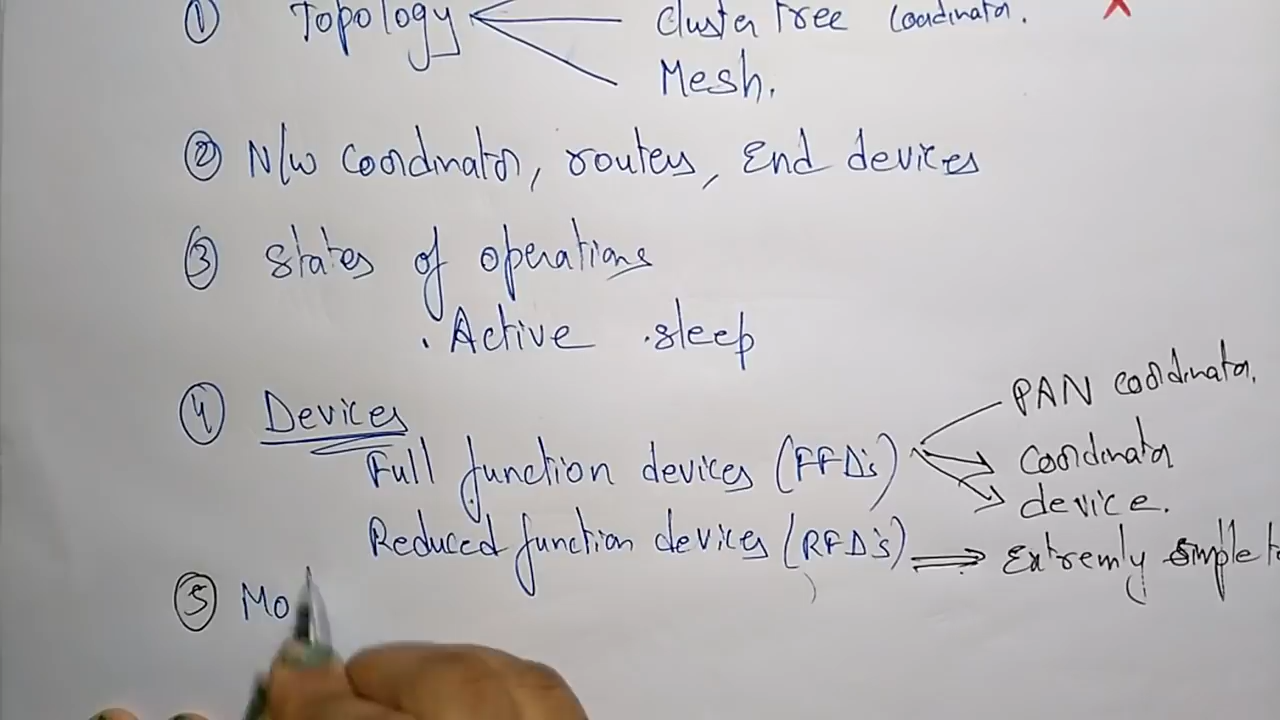 ① Topology Cluster Tree Coordinator. X
Mesh.
② N/w coordinator, routers, End devices
③ States of operations
. Active . sleep
④ Devices
PAN coordinator.
Full function devices (FFD's) coordinator
device.
Reduced function devices (RFD's) ⇒ Extremly simple
⑤ Mo